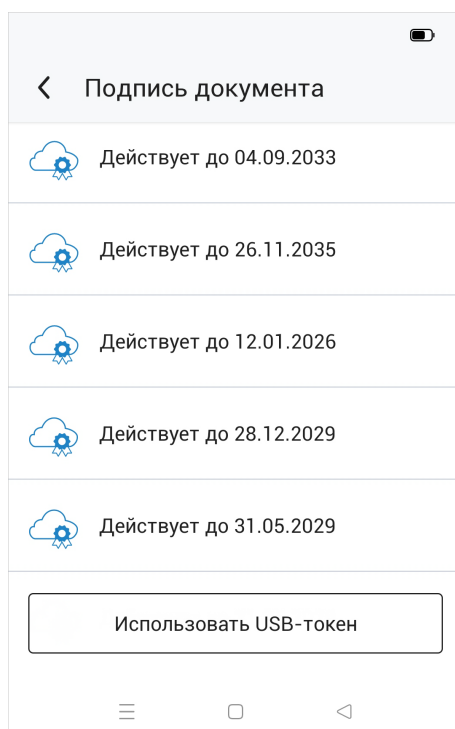 Подпись документа
Действует до 04.09.2033
Действует до 26.11.2035
Действует до 12.01.2026
Действует до 28.12.2029
Действует до 31.05.2029
Использовать USB-токен